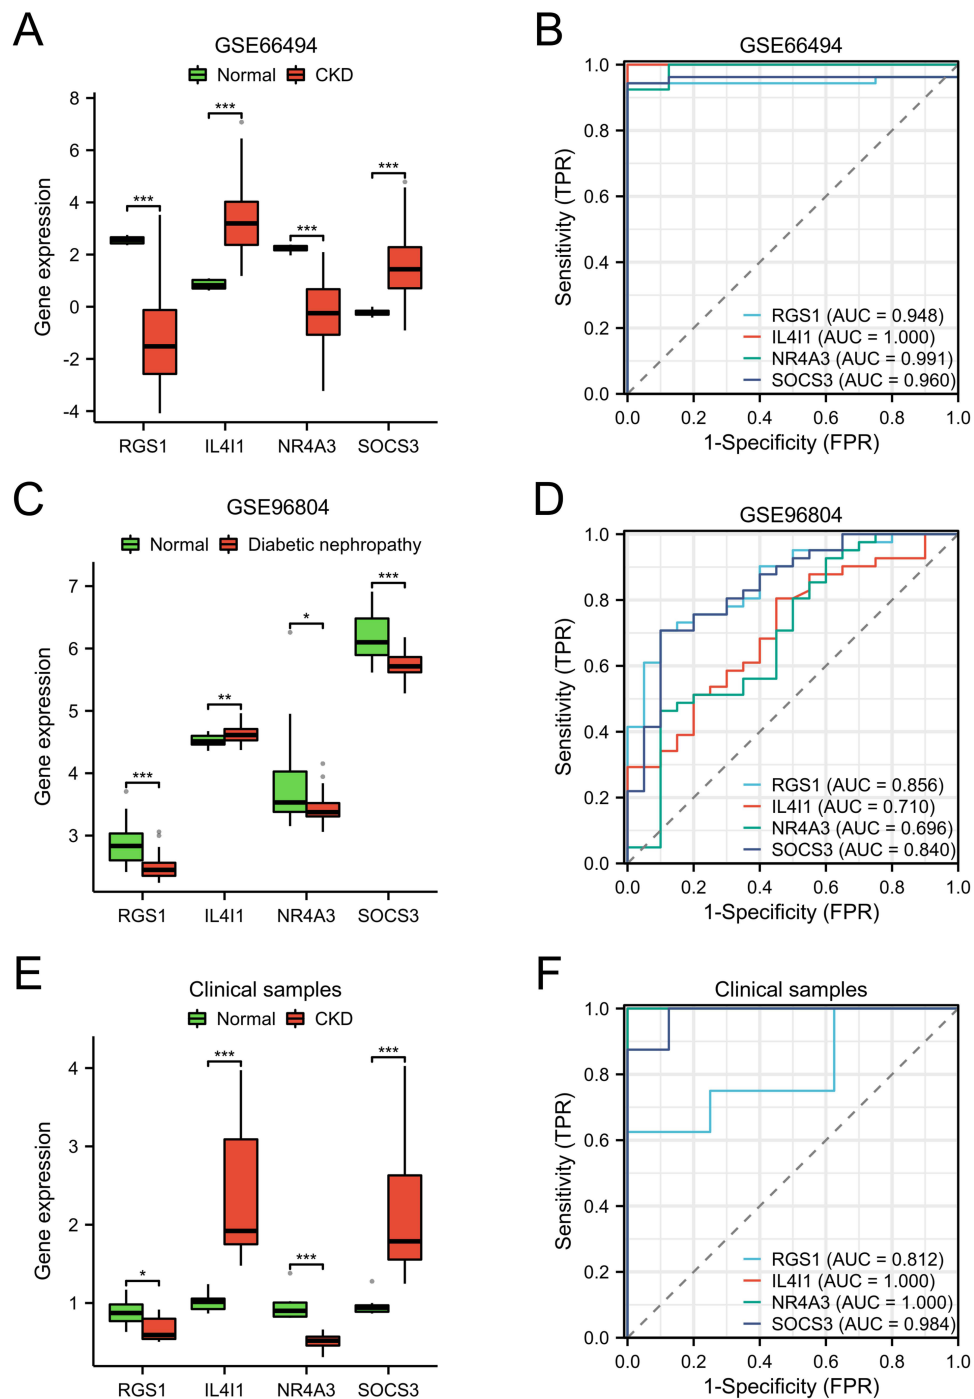 A
GSE66494
Normal CKD
Gene expression
8
6
4
2
0
-2
-4
*** *** *** ***
RGS1 IL4I1 NR4A3 SOCS3
B
GSE66494
Sensitivity (TPR)
1.0
0.8
0.6
0.4
0.2
0.0
RGS1 (AUC = 0.948)
IL4I1 (AUC = 1.000)
NR4A3 (AUC = 0.991)
SOCS3 (AUC = 0.960)
0.0 0.2 0.4 0.6 0.8 1.0
1-Specificity (FPR)
C
GSE96804
Normal Diabetic nephropathy
Gene expression
7
6
5
4
3
*** ** * ***
RGS1 IL4I1 NR4A3 SOCS3
D
GSE96804
Sensitivity (TPR)
1.0
0.8
0.6
0.4
0.2
0.0
RGS1 (AUC = 0.856)
IL4I1 (AUC = 0.710)
NR4A3 (AUC = 0.696)
SOCS3 (AUC = 0.840)
0.0 0.2 0.4 0.6 0.8 1.0
1-Specificity (FPR)
E
Clinical samples
Normal CKD
Gene expression
4
3
2
1
* *** *** ***
RGS1 IL4I1 NR4A3 SOCS3
F
Clinical samples
Sensitivity (TPR)
1.0
0.8
0.6
0.4
0.2
0.0
RGS1 (AUC = 0.812)
IL4I1 (AUC = 1.000)
NR4A3 (AUC = 1.000)
SOCS3 (AUC = 0.984)
0.0 0.2 0.4 0.6 0.8 1.0
1-Specificity (FPR)